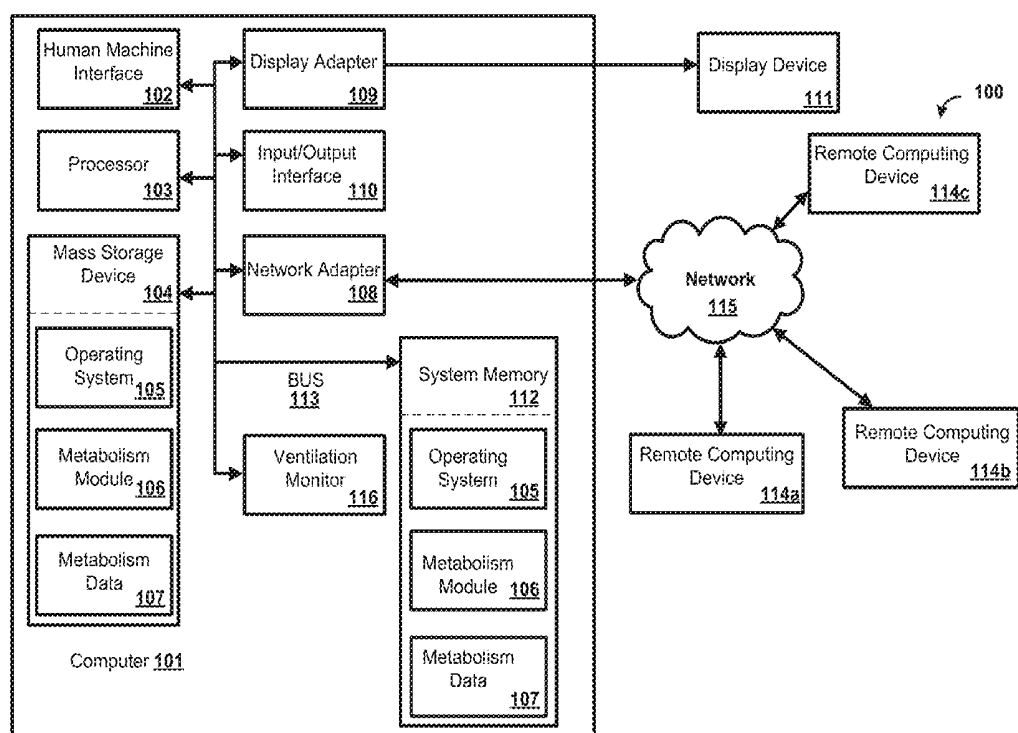 Human Machine
Interface
102
Processor
103
Mass Storage
Device
104
Operating
System
105
Metabolism
Module
106
Metabolism
Data
107
Computer 101
Display Adapter
109
Input/Output
Interface
110
Network Adapter
108
BUS
113
Ventilation
Monitor
116
System Memory
112
Operating
System
105
Metabolism
Module
106
Metabolism
Data
107
Display Device
111
100
Remote Computing
Device
114c
Network
115
Remote Computing
Device
114a
Remote Computing
Device
114b